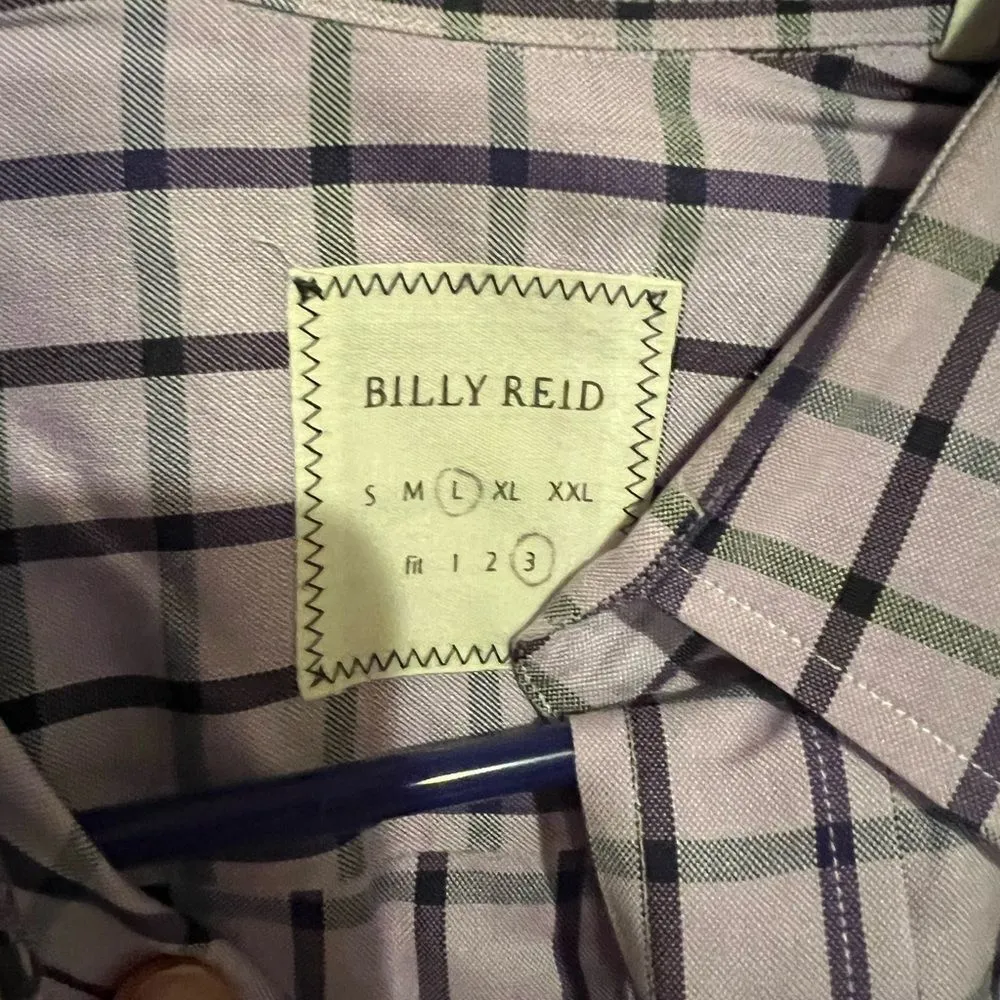 BILLY REID
S M L XL XXL
fit 1 2 3